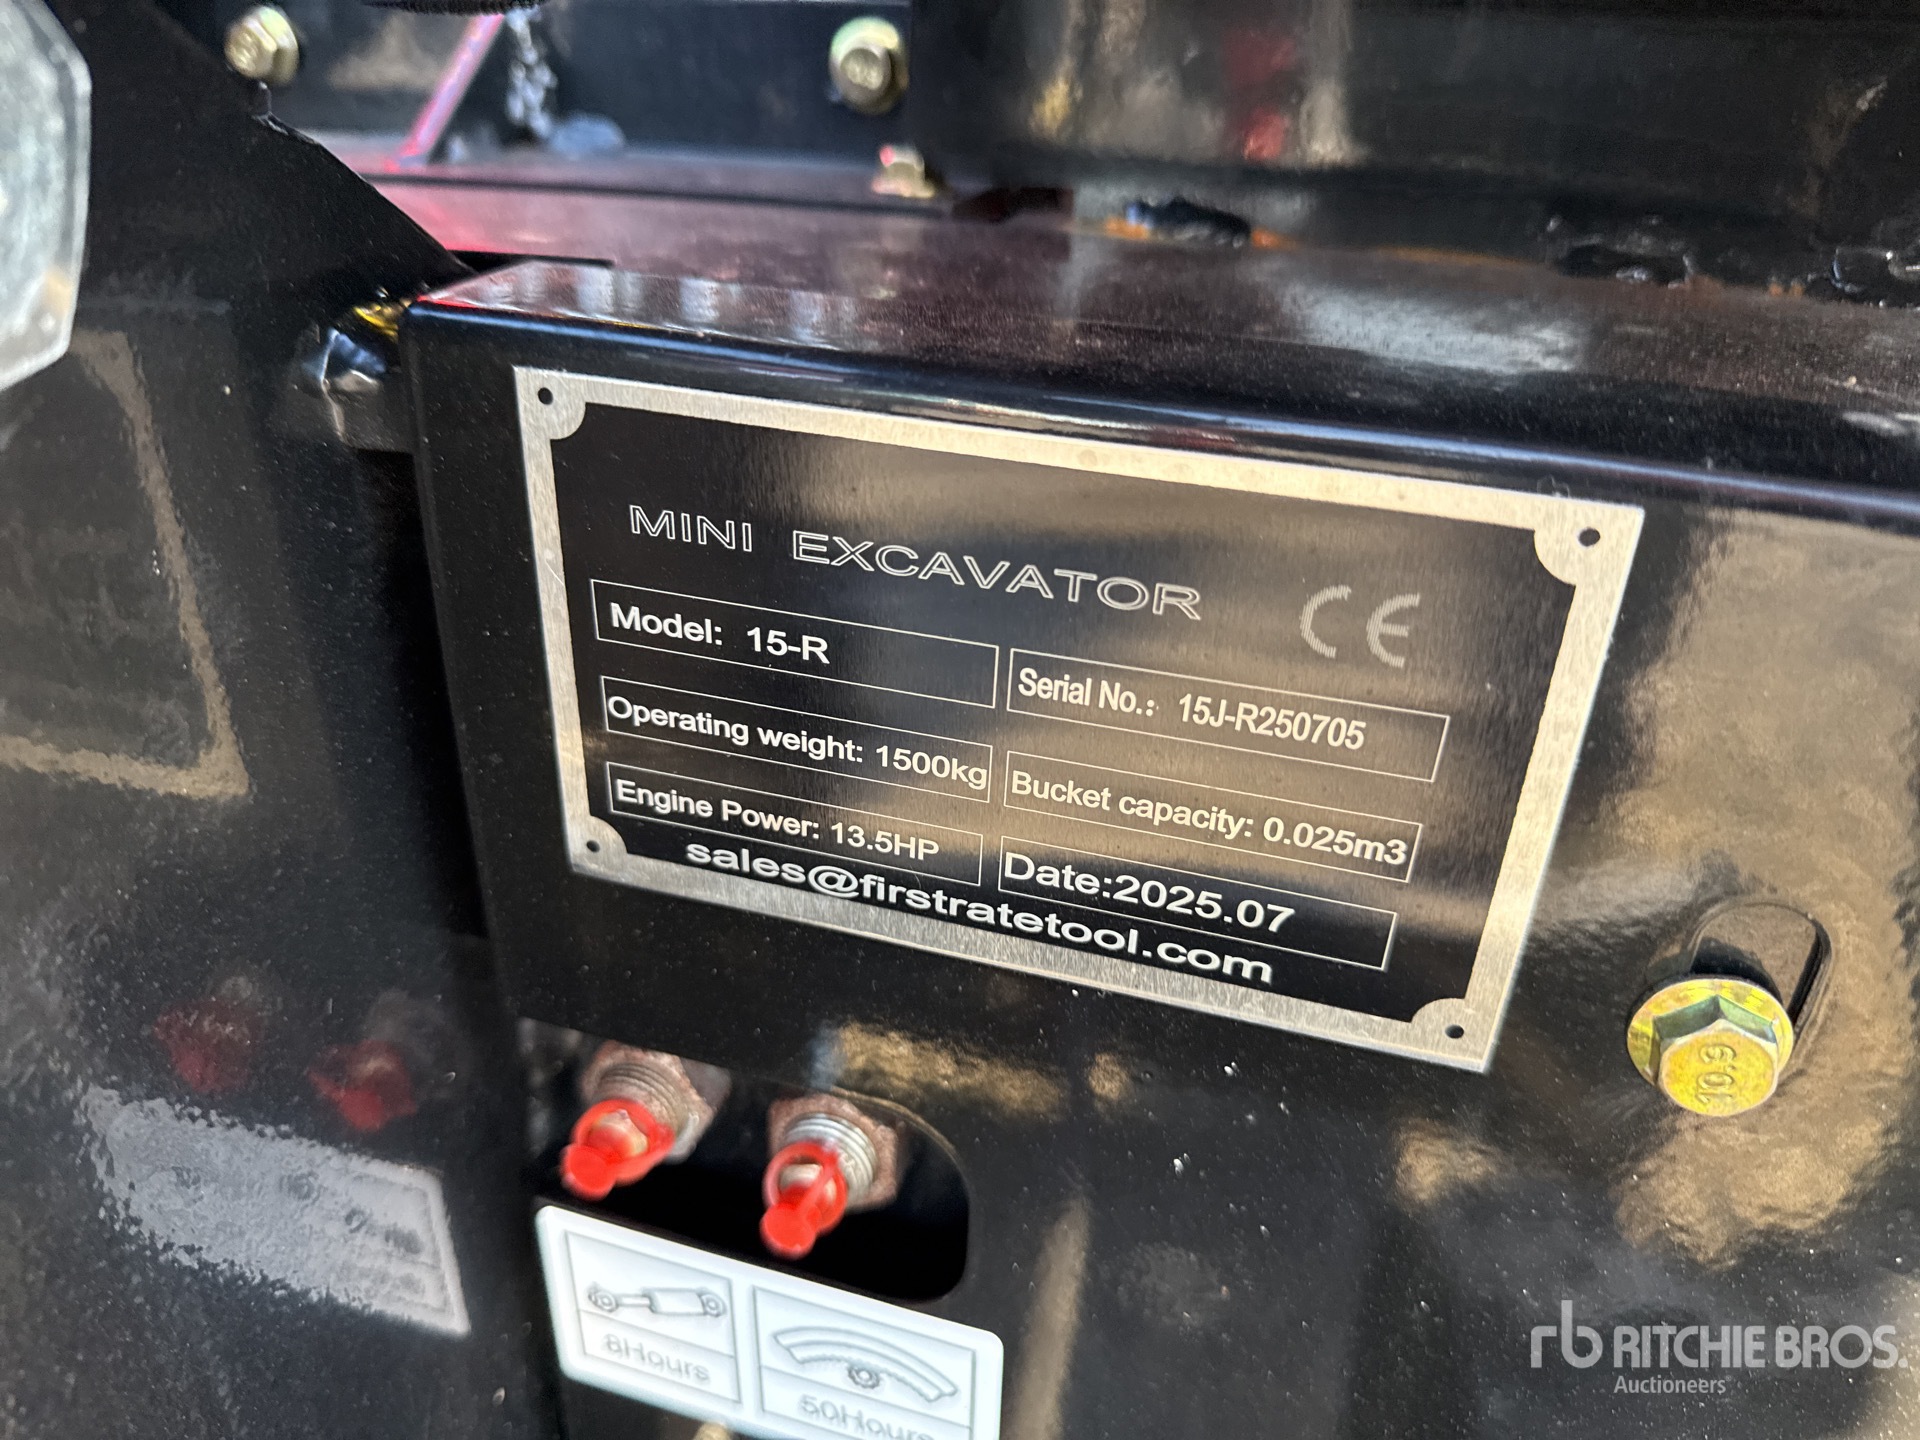 MINI EXCAVATOR CE
Model: 15-R
Serial No.: 15J-R250705
Operating weight: 1500kg
Bucket capacity: 0.025m3
Engine Power: 13.5HP
Date:2025.07
sales@firstratetool.com
10.9
8Hours
50Hours
rb RITCHIE BROS.
Auctioneers